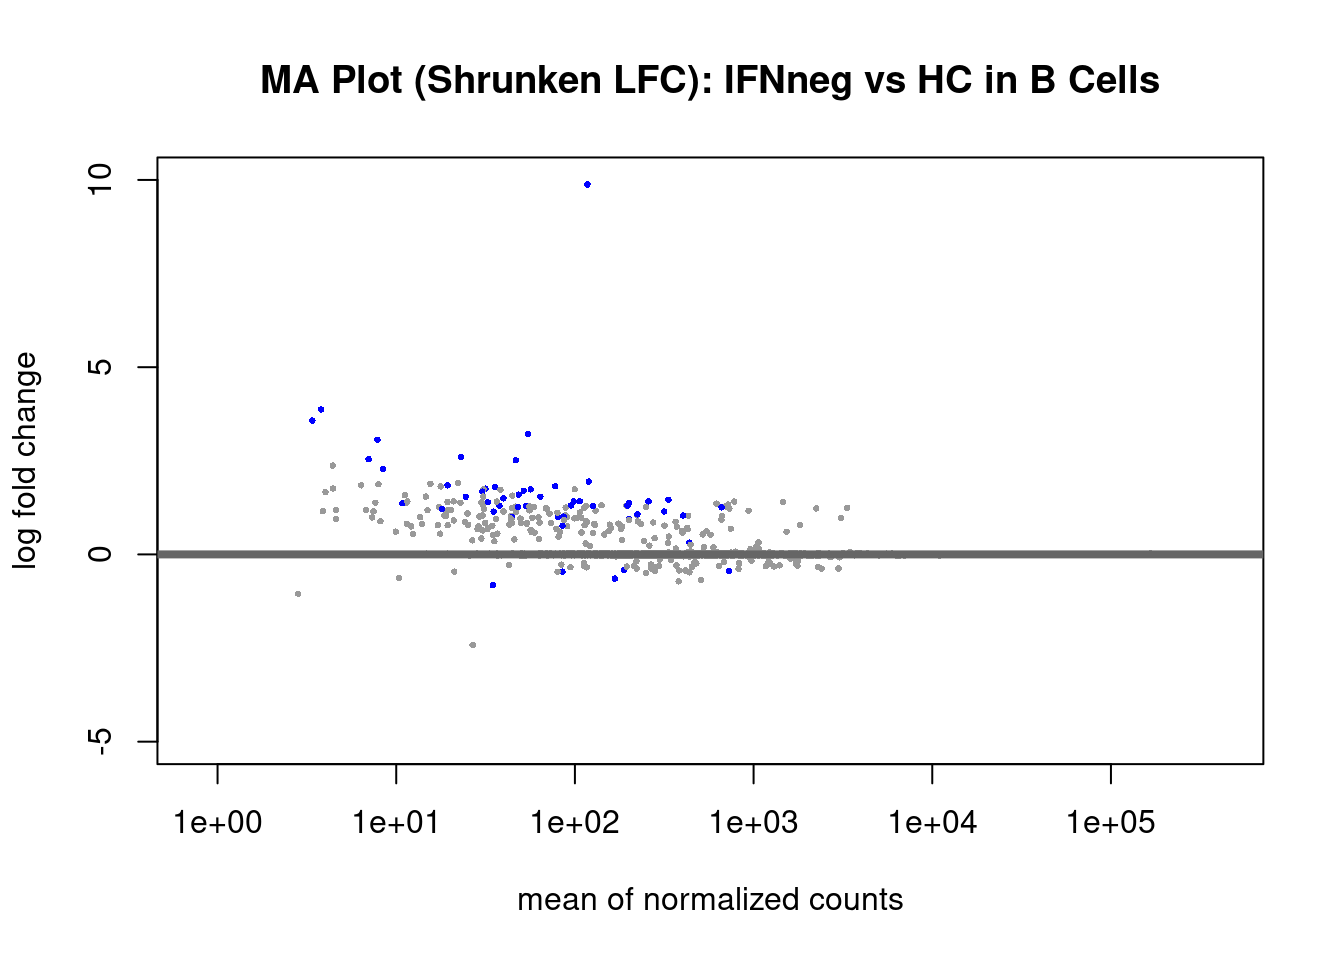 MA Plot (Shrunken LFC): IFNneg vs HC in B Cells
10
5
0
-5
log fold change
1e+00 1e+01 1e+02 1e+03 1e+04 1e+05
mean of normalized counts